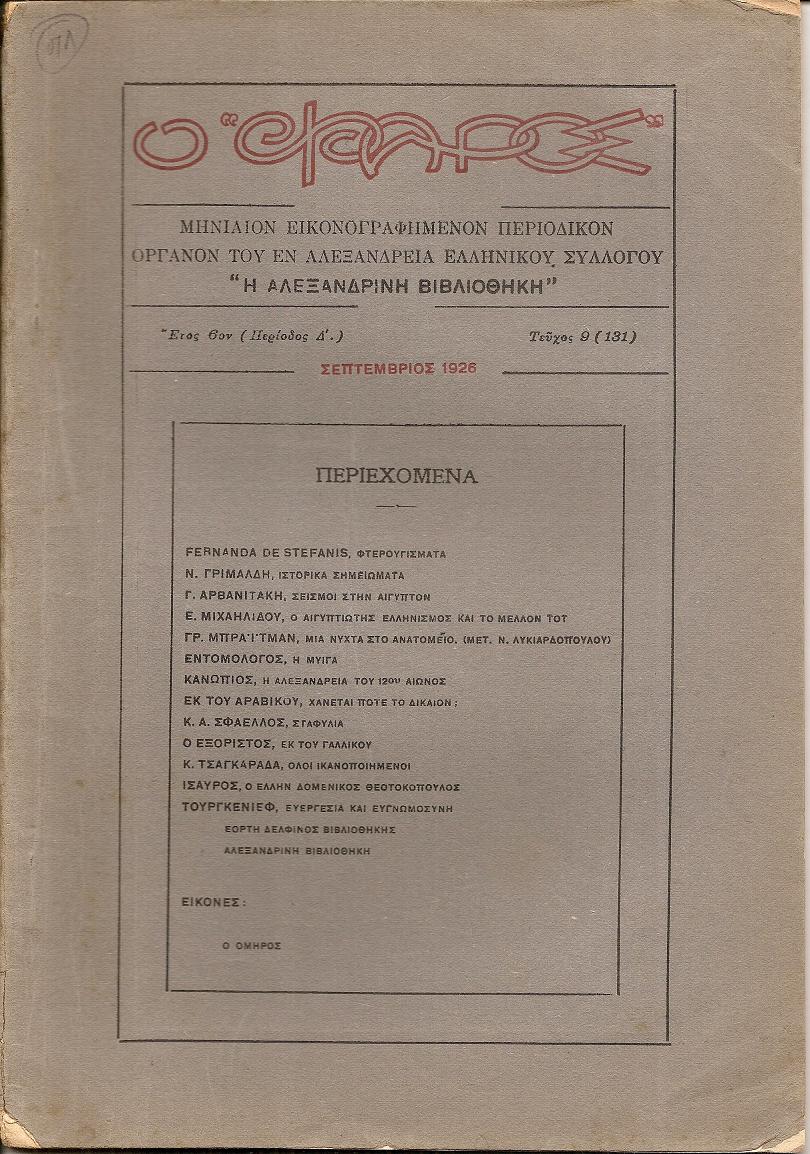 Ο “ΦΑΡΟΣ”
ΜΗΝΙΑΙΟΝ ΕΙΚΟΝΟΓΡΑΦΗΜΕΝΟΝ ΠΕΡΙΟΔΙΚΟΝ
ΟΡΓΑΝΟΝ ΤΟΥ ΕΝ ΑΛΕΞΑΝΔΡΕΙΑ ΕΛΛΗΝΙΚΟΥ ΣΥΛΛΟΓΟΥ
“Η ΑΛΕΞΑΝΔΡΙΝΗ ΒΙΒΛΙΟΘΗΚΗ”
Ἔτος 6ον (Περίοδος Δ'.) Τεῦχος 9 (131)
ΣΕΠΤΕΜΒΡΙΟΣ 1926
ΠΕΡΙΕΧΟΜΕΝΑ
FERNANDA DE STEFANIS, ΦΤΕΡΟΥΓΙΣΜΑΤΑ
Ν. ΓΡΙΜΑΛΔΗ, ΙΣΤΟΡΙΚΑ ΣΗΜΕΙΩΜΑΤΑ
Γ. ΑΡΒΑΝΙΤΑΚΗ, ΣΕΙΣΜΟΙ ΣΤΗΝ ΑΙΓΥΠΤΟΝ
Ε. ΜΙΧΑΗΛΙΔΟΥ, Ο ΑΙΓΥΠΤΙΩΤΗΣ ΕΛΛΗΝΙΣΜΟΣ ΚΑΙ ΤΟ ΜΕΛΛΟΝ ΤΟΥ
ΓΡ. ΜΠΡΑΪΤΜΑΝ, ΜΙΑ ΝΥΧΤΑ ΣΤΟ ΑΝΑΤΟΜΕΙΟ. (ΜΕΤ. Ν. ΛΥΚΙΑΡΔΟΠΟΥΛΟΥ)
ΕΝΤΟΜΟΛΟΓΟΣ, Η ΜΥΙΓΑ
ΚΑΝΩΠΙΟΣ, Η ΑΛΕΞΑΝΔΡΕΙΑ ΤΟΥ 12ου ΑΙΩΝΟΣ
ΕΚ ΤΟΥ ΑΡΑΒΙΚΟΥ, ΧΑΝΕΤΑΙ ΠΟΤΕ ΤΟ ΔΙΚΑΙΟΝ ;
Κ. Α. ΣΦΑΕΛΛΟΣ, ΣΤΑΦΥΛΙΑ
Ο ΕΞΟΡΙΣΤΟΣ, ΕΚ ΤΟΥ ΓΑΛΛΙΚΟΥ
Κ. ΤΣΑΓΚΑΡΑΔΑ, ΟΛΟΙ ΙΚΑΝΟΠΟΙΗΜΕΝΟΙ
ΙΣΑΥΡΟΣ, Ο ΕΛΛΗΝ ΔΟΜΕΝΙΚΟΣ ΘΕΟΤΟΚΟΠΟΥΛΟΣ
ΤΟΥΡΓΚΕΝΙΕΦ, ΕΥΕΡΓΕΣΙΑ ΚΑΙ ΕΥΓΝΩΜΟΣΥΝΗ
ΕΟΡΤΗ ΔΕΛΦΙΝΟΣ ΒΙΒΛΙΟΘΗΚΗΣ
ΑΛΕΞΑΝΔΡΙΝΗ ΒΙΒΛΙΟΘΗΚΗ
ΕΙΚΟΝΕΣ :
Ο ΟΜΗΡΟΣ